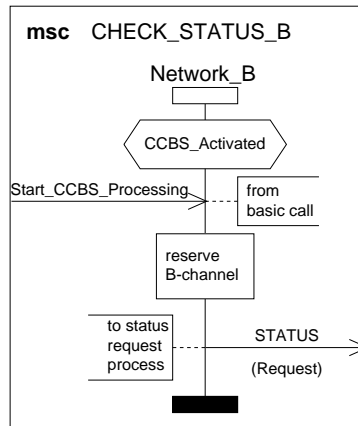 msc CHECK_STATUS_B
Network_B
CCBS_Activated
Start_CCBS_Processing
from
basic call
reserve
B-channel
to status
request
process
STATUS
(Request)